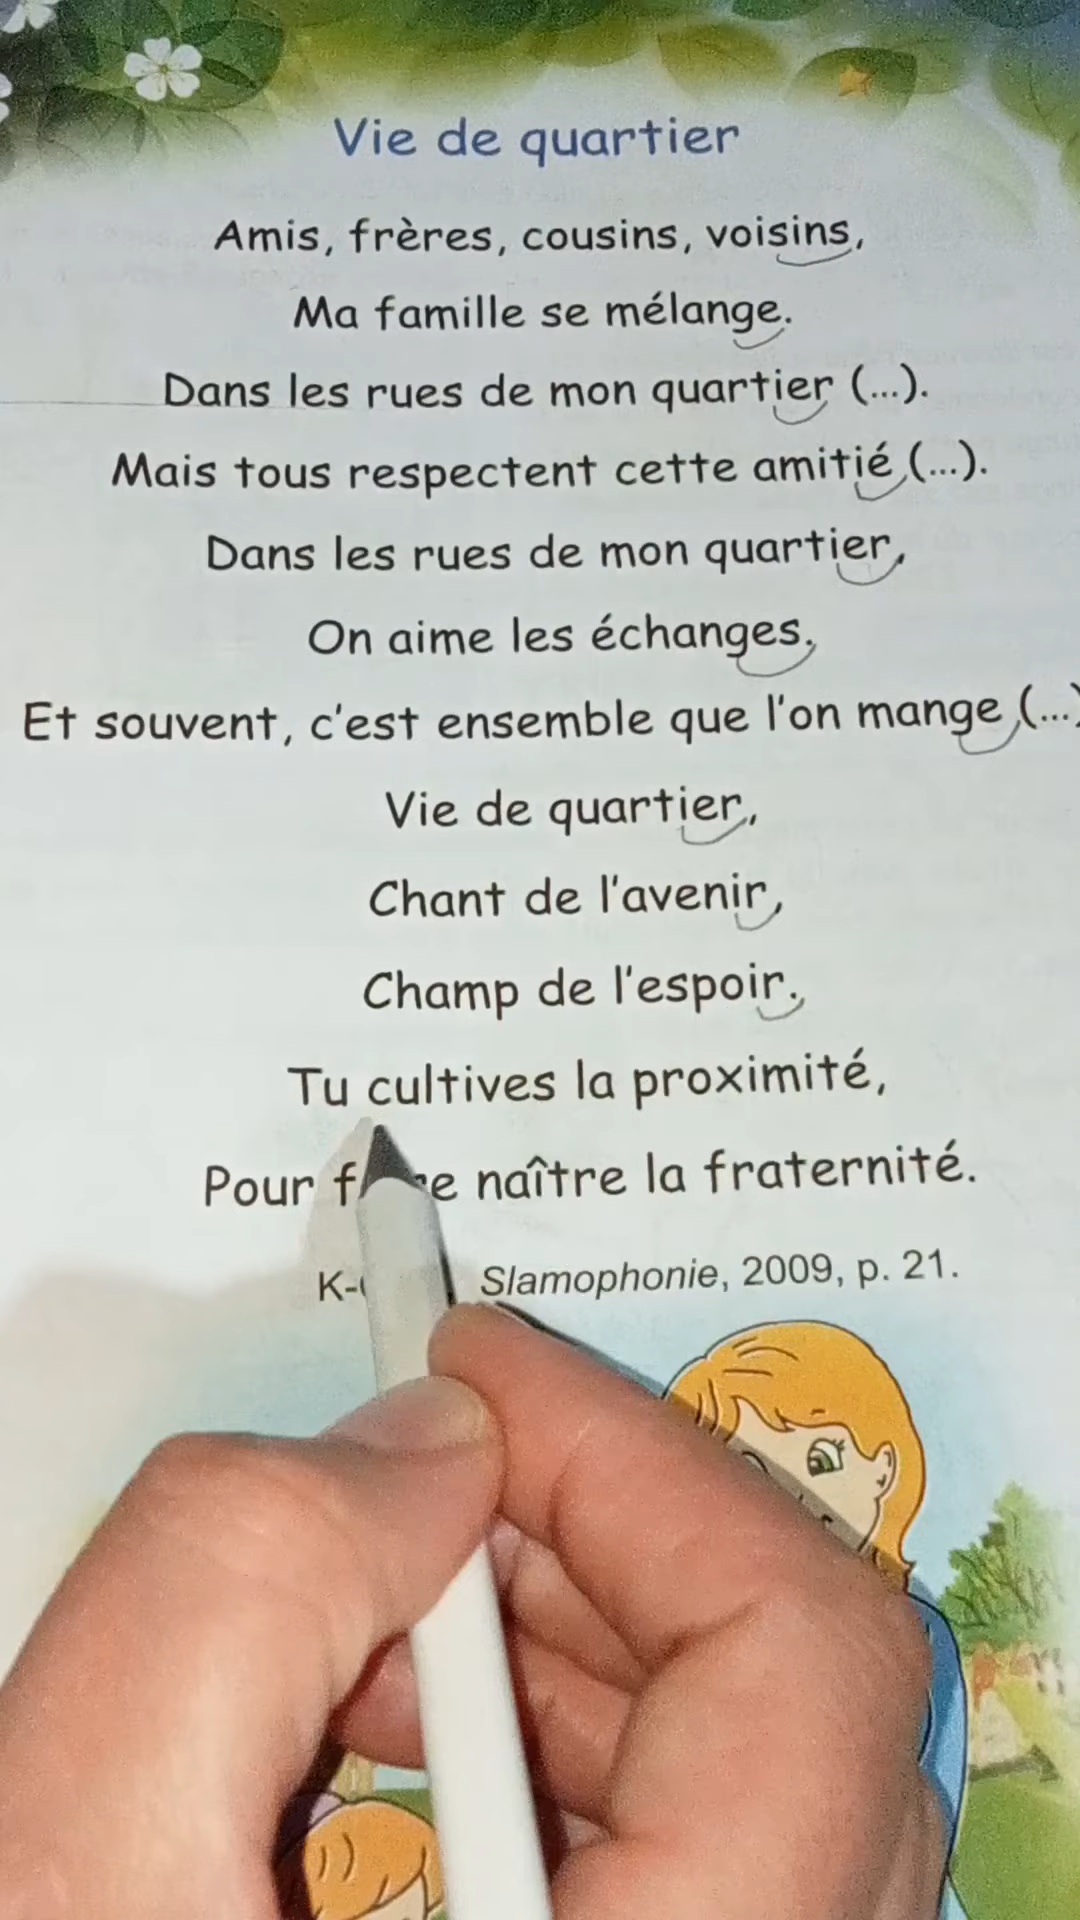 Vie de quartier
Amis, frères, cousins, voisins,
Ma famille se mélange.
Dans les rues de mon quartier (...).
Mais tous respectent cette amitié (...).
Dans les rues de mon quartier,
On aime les échanges.
Et souvent, c'est ensemble que l'on mange (...)
Vie de quartier,
Chant de l'avenir,
Champ de l'espoir.
Tu cultives la proximité,
Pour naître la fraternité.
Slamophonie, 2009, p. 21.